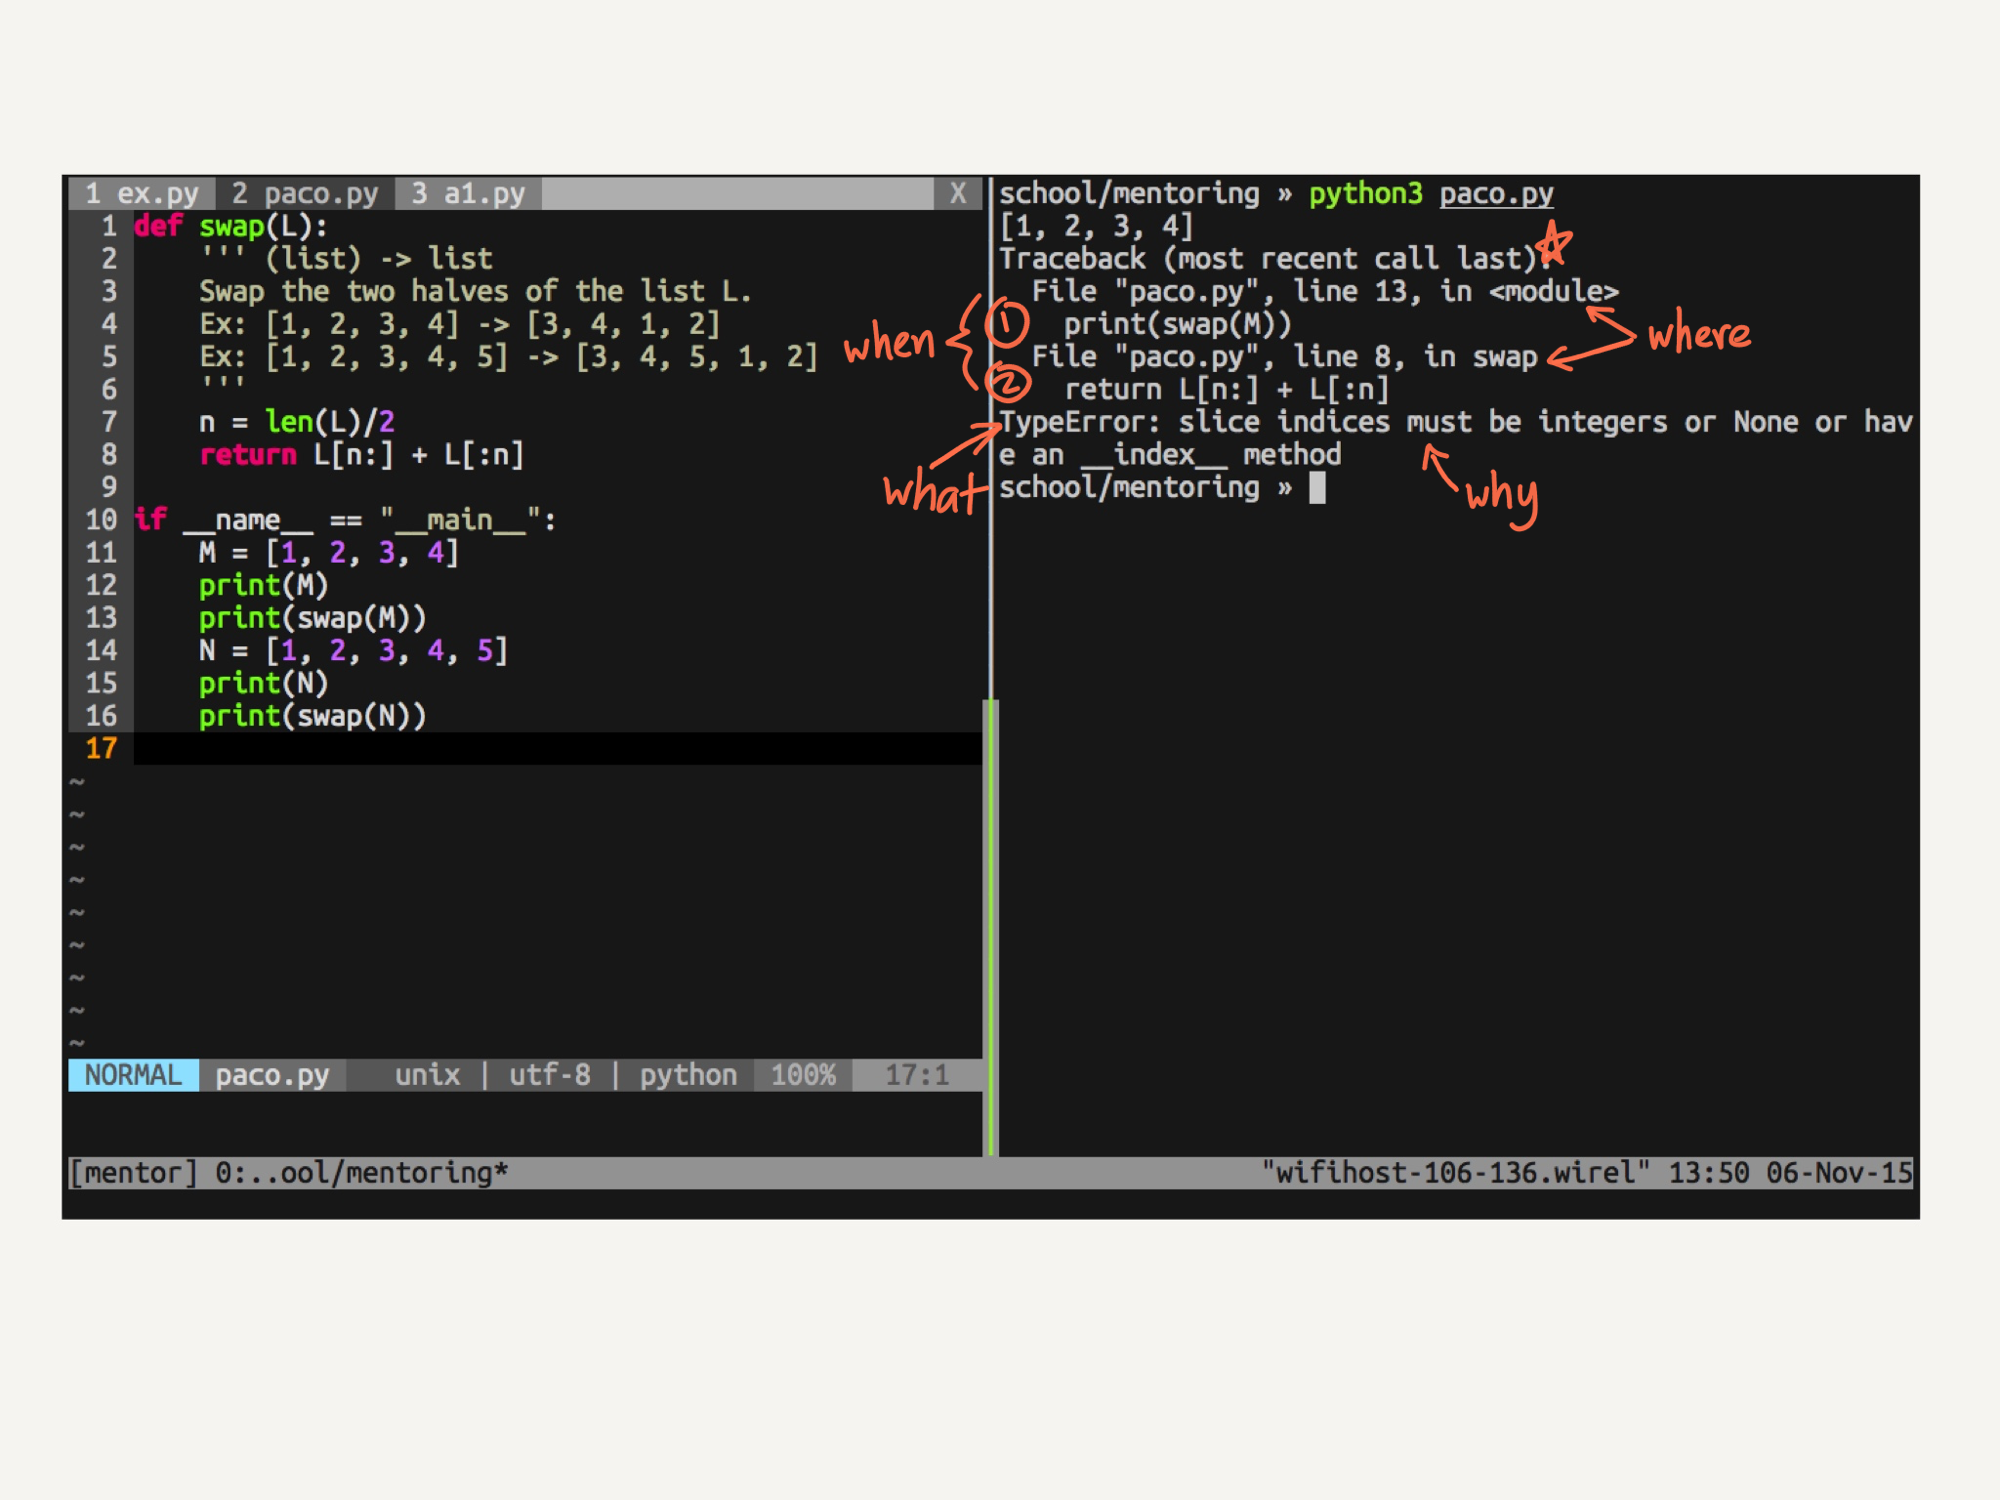 1 ex.py 2 paco.py 3 a1.py X
1 def swap(L):
2 ''' (list) -> list
3 Swap the two halves of the list L.
4 Ex: [1, 2, 3, 4] -> [3, 4, 1, 2]
5 Ex: [1, 2, 3, 4, 5] -> [3, 4, 5, 1, 2]
6 '''
7 n = len(L)/2
8 return L[n:] + L[:n]
9
10 if __name__ == "__main__":
11 M = [1, 2, 3, 4]
12 print(M)
13 print(swap(M))
14 N = [1, 2, 3, 4, 5]
15 print(N)
16 print(swap(N))
17
~
~
~
~
~
~
~
~
~
NORMAL paco.py unix | utf-8 | python 100% 17:1
school/mentoring » python3 paco.py
[1, 2, 3, 4]
Traceback (most recent call last):
File "paco.py", line 13, in <module>
print(swap(M))
File "paco.py", line 8, in swap
return L[n:] + L[:n]
TypeError: slice indices must be integers or None or hav
e an __index__ method
school/mentoring »
when
1
2
where
what
why
[mentor] 0:..ool/mentoring* "wifihost-106-136.wirel" 13:50 06-Nov-15